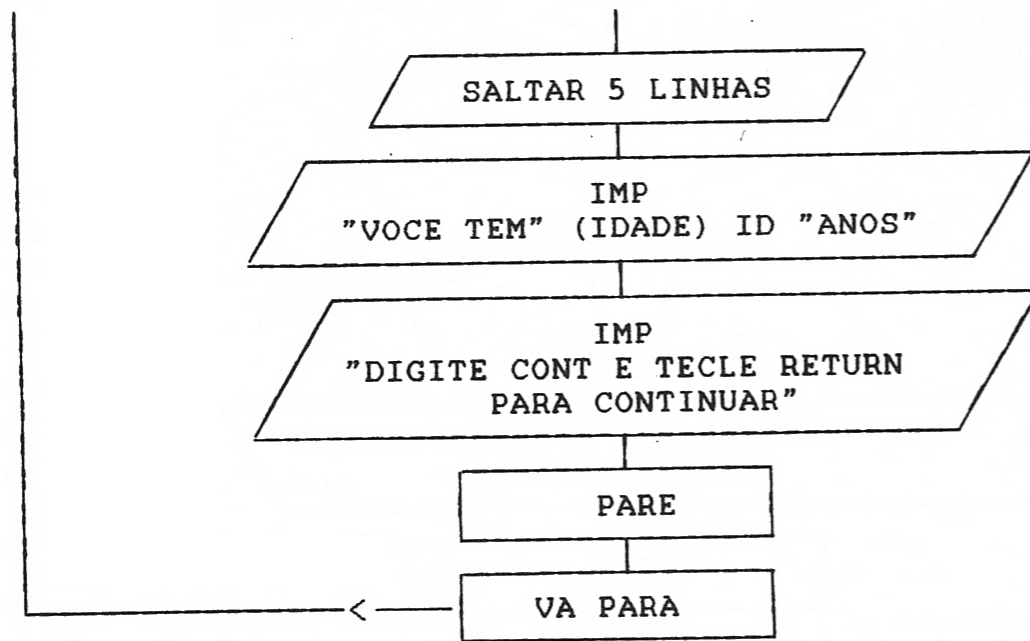 SALTAR 5 LINHAS
IMP
"VOCE TEM" (IDADE) ID "ANOS"
IMP
"DIGITE CONT E TECLE RETURN
PARA CONTINUAR"
PARE
VA PARA